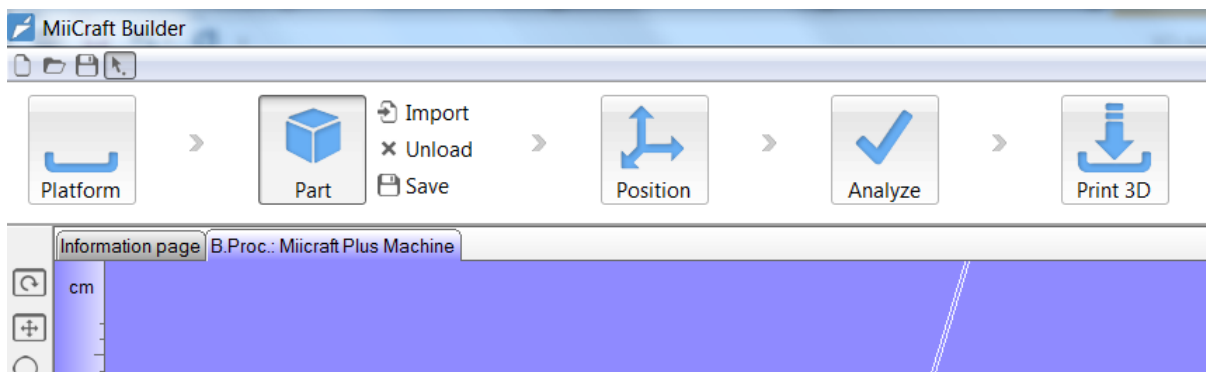 MiiCraft Builder
Import
Unload
Save
Platform
Part
Position
Analyze
Print 3D
Information page
B.Proc.: Miicraft Plus Machine
cm